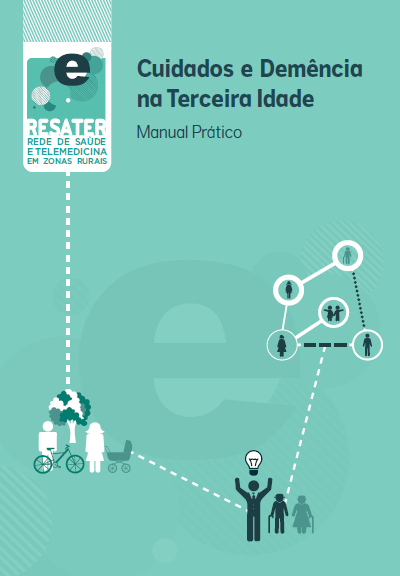 Cuidados e Demência
na Terceira Idade
Manual Prático
e
RESATER
REDE DE SAÚDE
E TELEMEDICINA
EM ZONAS RURAIS
e